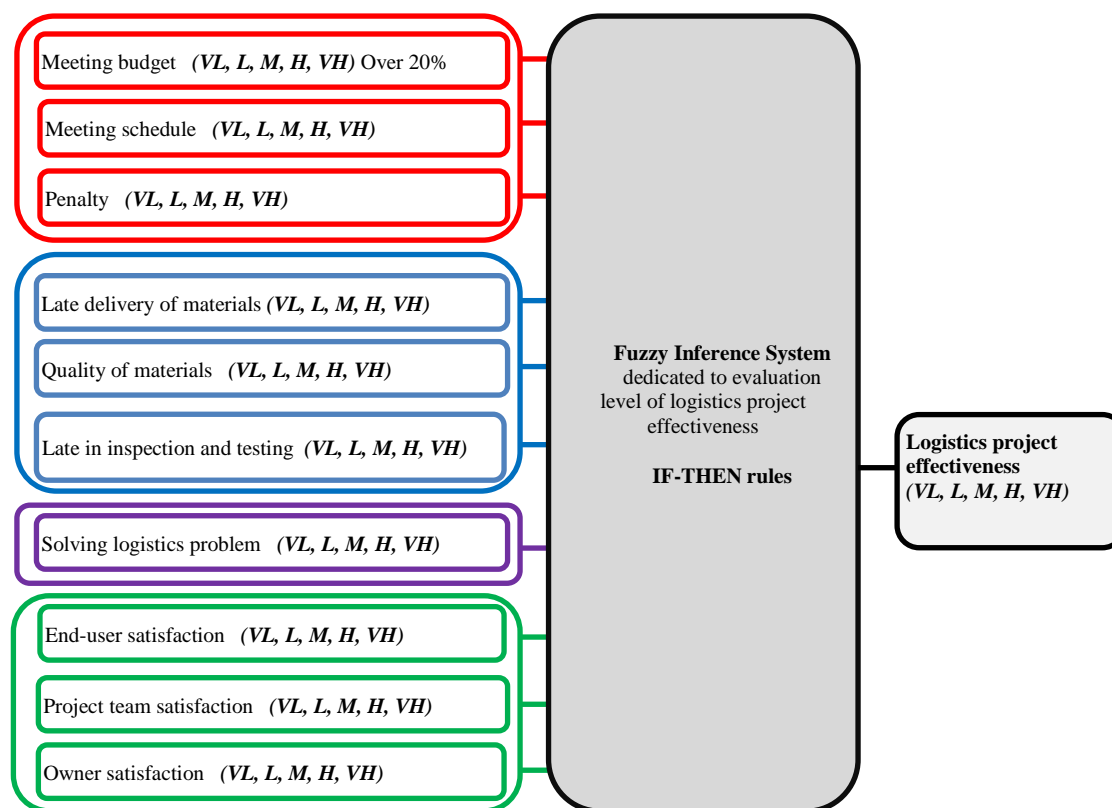 Meeting budget (VL, L, M, H, VH) Over 20%
Meeting schedule (VL, L, M, H, VH)
Penalty (VL, L, M, H, VH)
Late delivery of materials (VL, L, M, H, VH)
Quality of materials (VL, L, M, H, VH)
Late in inspection and testing (VL, L, M, H, VH)
Solving logistics problem (VL, L, M, H, VH)
End-user satisfaction (VL, L, M, H, VH)
Project team satisfaction (VL, L, M, H, VH)
Owner satisfaction (VL, L, M, H, VH)
Fuzzy Inference System
dedicated to evaluation
level of logistics project
effectiveness
IF-THEN rules
Logistics project
effectiveness
(VL, L, M, H, VH)